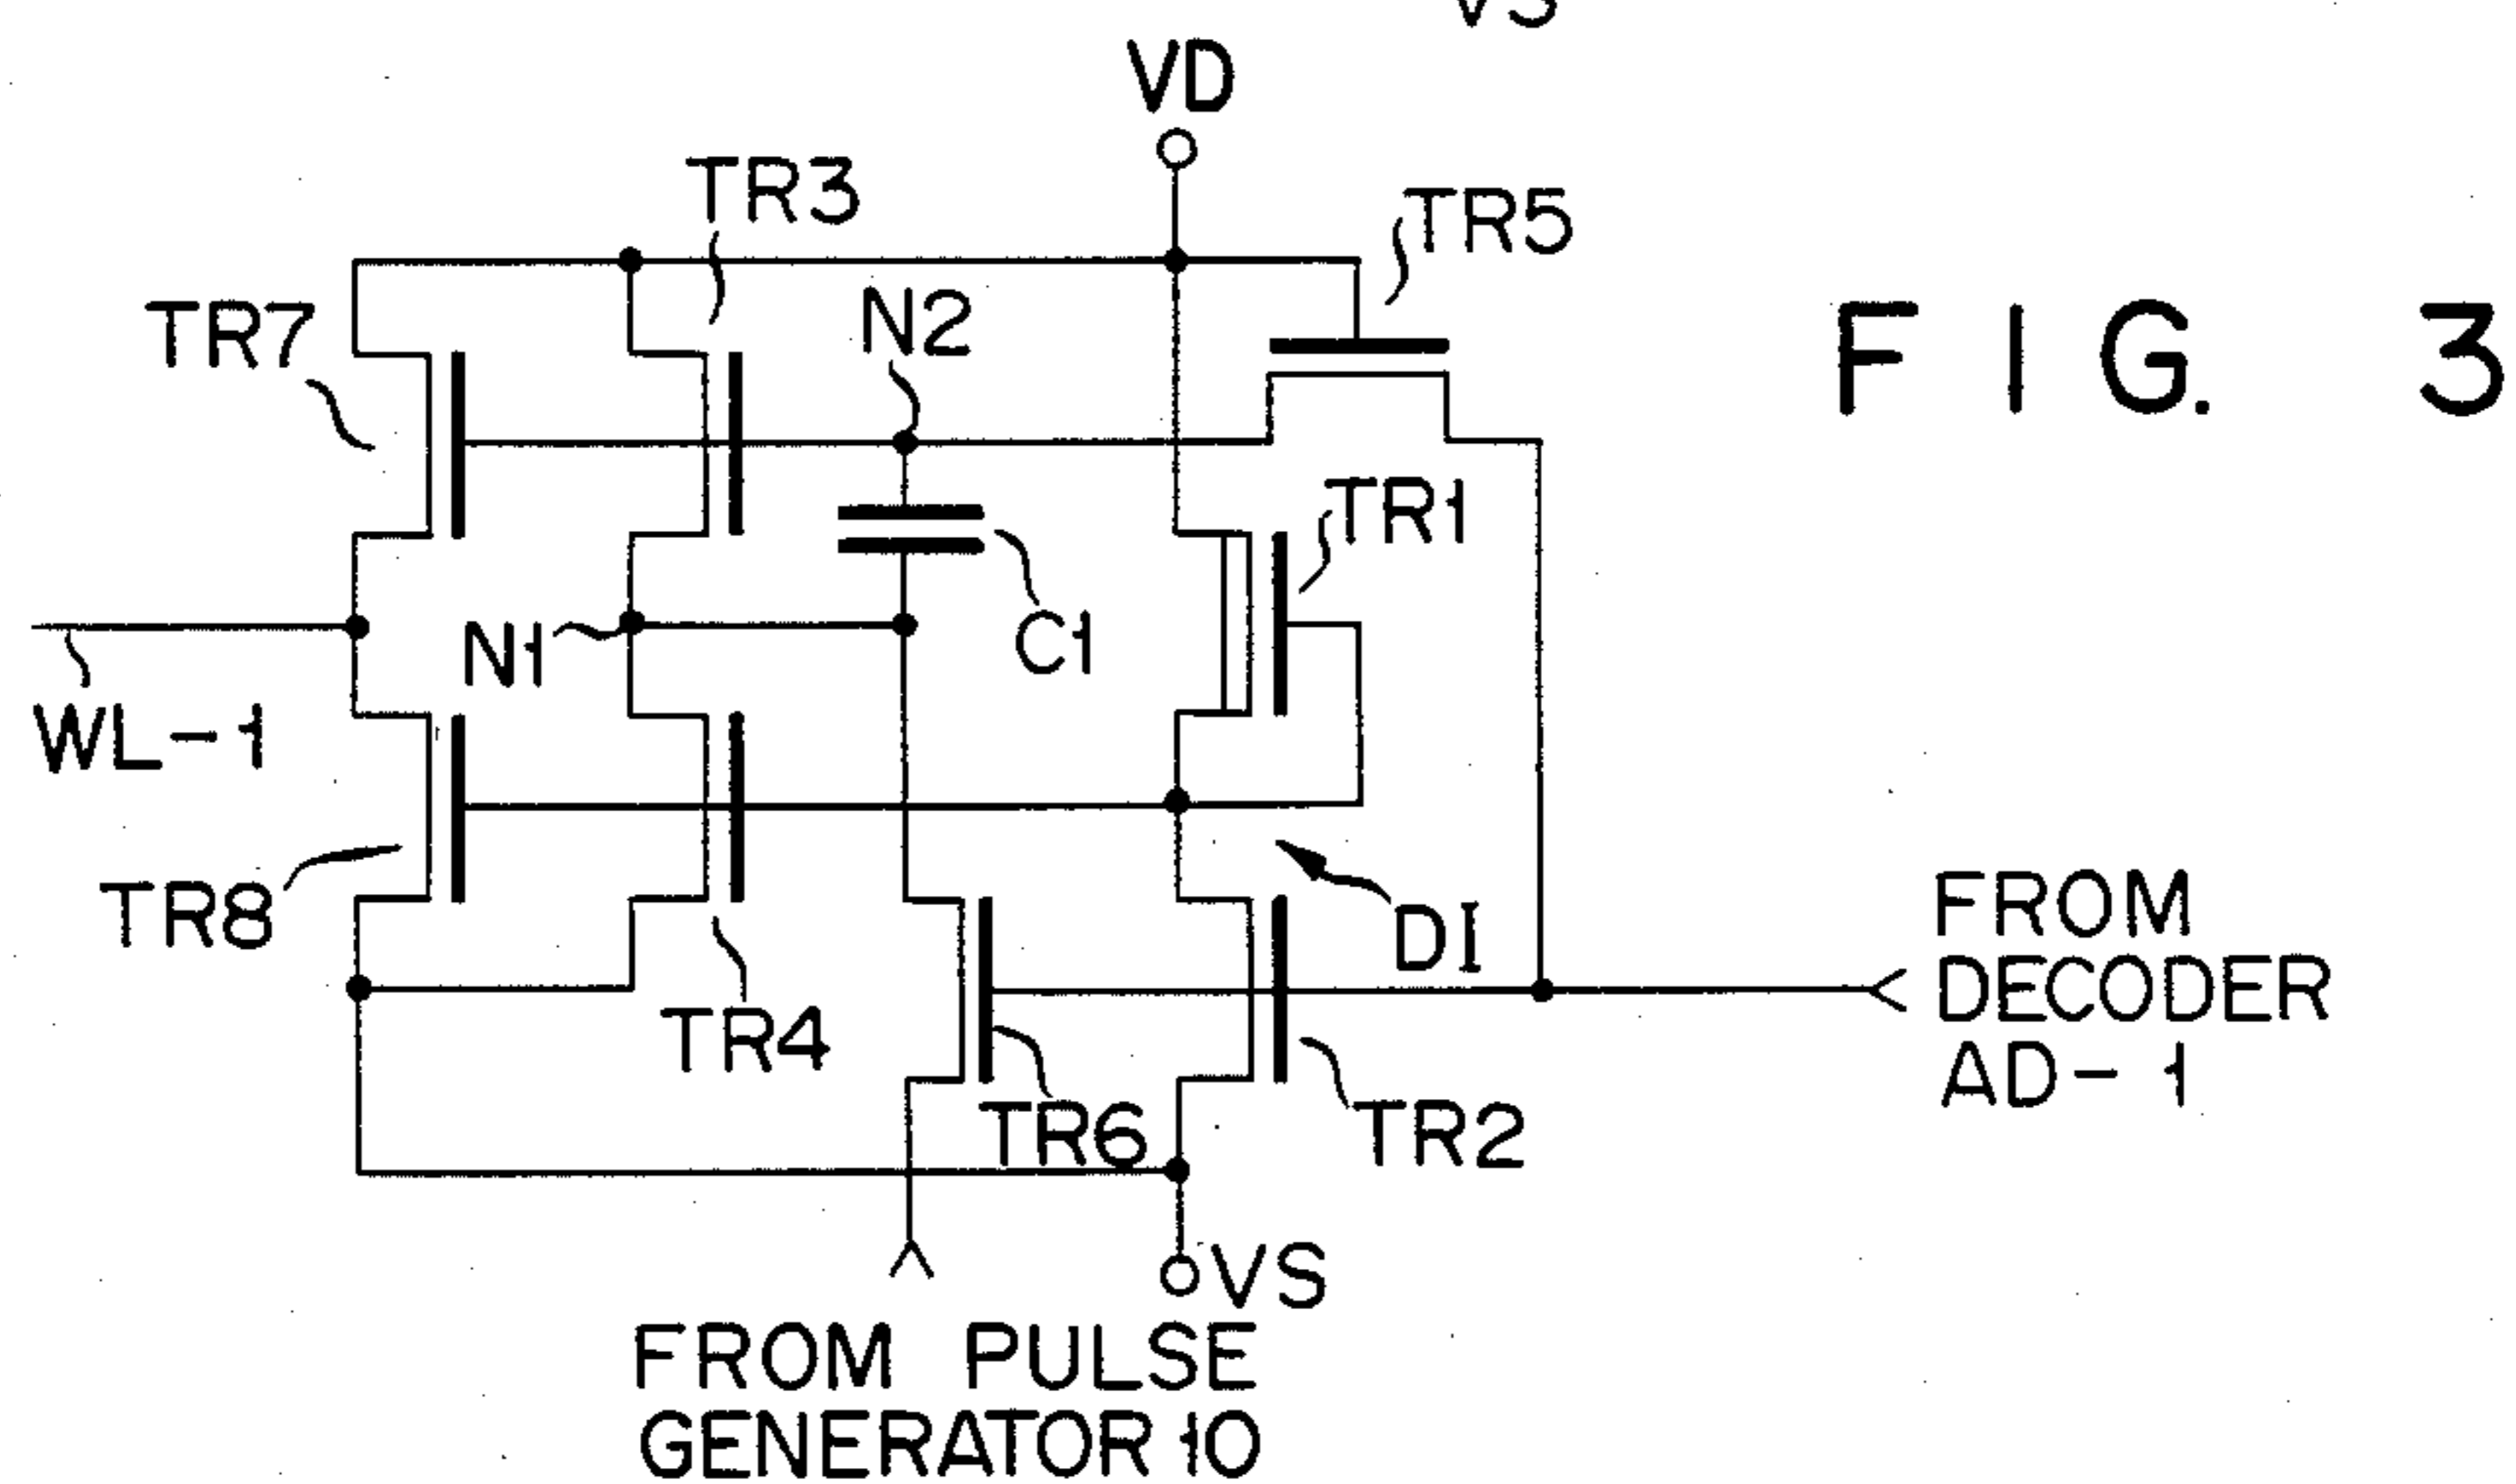 VD
TR3
TR5
TR7
N2
FIG. 3
TR1
N1
C1
WL-1
TR8
DI
FROM
DECODER
AD-1
TR4
TR6
TR2
VS
FROM PULSE
GENERATOR 10